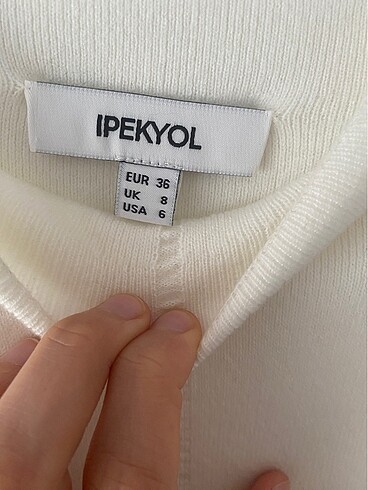 IPEKYOL
EUR 36
UK 8
USA 6